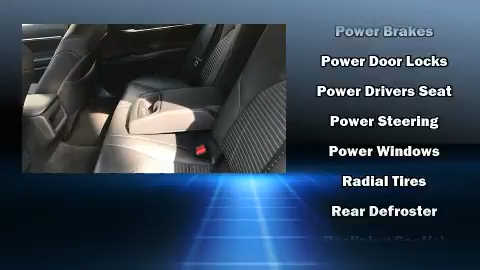 Power Brakes
Power Door Locks
Power Drivers Seat
Power Steering
Power Windows
Radial Tires
Rear Defroster